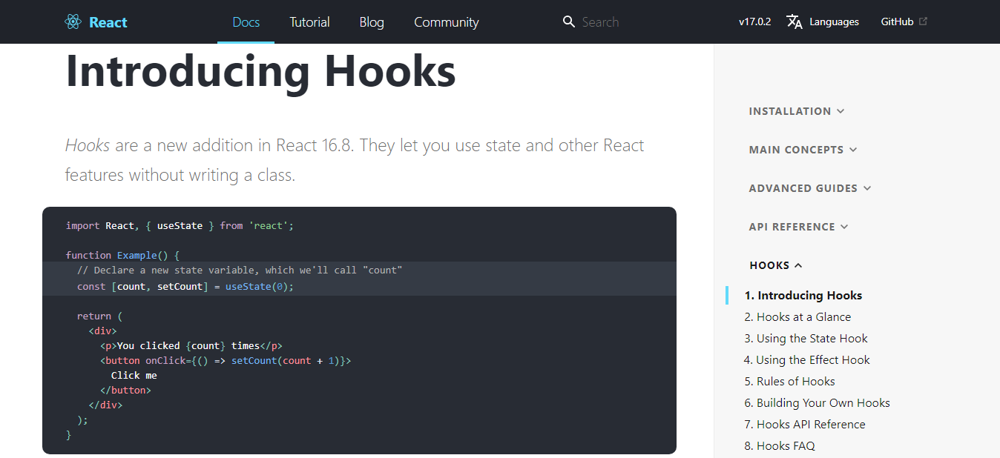 React
Docs
Tutorial
Blog
Community
Search
v17.0.2
Languages
GitHub
Introducing Hooks
Hooks are a new addition in React 16.8. They let you use state and other React
features without writing a class.
import React, { useState } from 'react';
function Example() {
// Declare a new state variable, which we'll call "count"
const [count, setCount] = useState(0);
return (
<div>
<p>You clicked {count} times</p>
<button onClick={() => setCount(count + 1)}>
Click me
</button>
</div>
);
}
INSTALLATION
MAIN CONCEPTS
ADVANCED GUIDES
API REFERENCE
HOOKS
1. Introducing Hooks
2. Hooks at a Glance
3. Using the State Hook
4. Using the Effect Hook
5. Rules of Hooks
6. Building Your Own Hooks
7. Hooks API Reference
8. Hooks FAQ